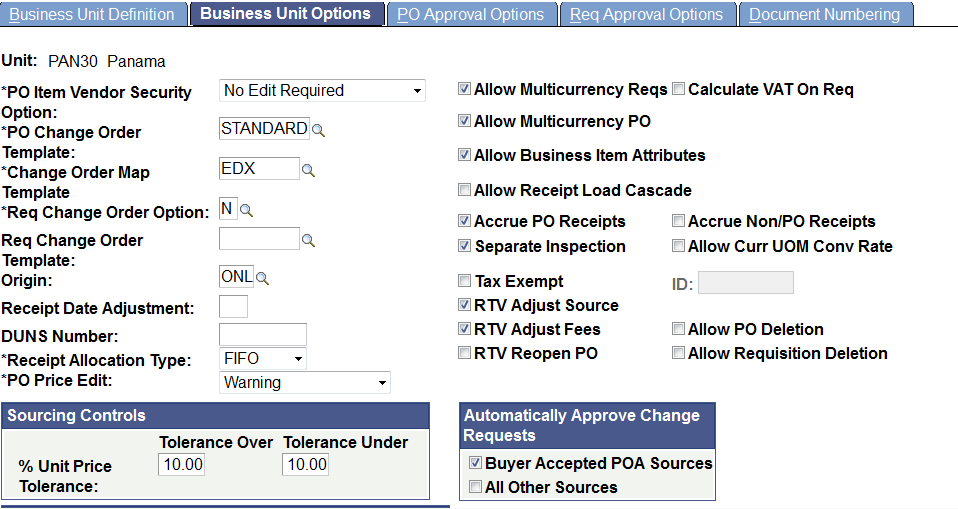 Business Unit Definition Business Unit Options PO Approval Options Req Approval Options Document Numbering
Unit: PAN30 Panama
*PO Item Vendor Security Option: No Edit Required
*PO Change Order Template: STANDARD
*Change Order Map Template EDX
*Req Change Order Option: N
Req Change Order Template:
Origin: ONL
Receipt Date Adjustment:
DUNS Number:
*Receipt Allocation Type: FIFO
*PO Price Edit: Warning
Allow Multicurrency Reqs Calculate VAT On Req
Allow Multicurrency PO
Allow Business Item Attributes
Allow Receipt Load Cascade
Accrue PO Receipts Accrue Non/PO Receipts
Separate Inspection Allow Curr UOM Conv Rate
Tax Exempt ID:
RTV Adjust Source
RTV Adjust Fees Allow PO Deletion
RTV Reopen PO Allow Requisition Deletion
Sourcing Controls
Tolerance Over Tolerance Under
% Unit Price Tolerance: 10.00 10.00
Automatically Approve Change
Requests
Buyer Accepted POA Sources
All Other Sources